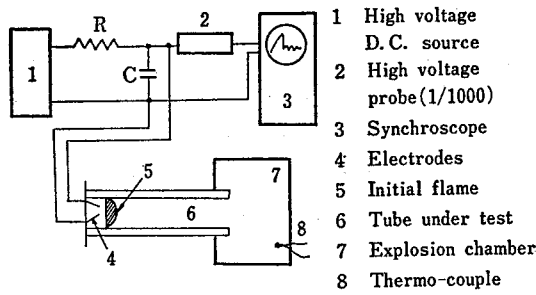 R
C
1
2
3
4
5
6
7
8
1 High voltage
D.C. source
2 High voltage
probe (1/1000)
3 Synchroscope
4 Electrodes
5 Initial flame
6 Tube under test
7 Explosion chamber
8 Thermo-couple